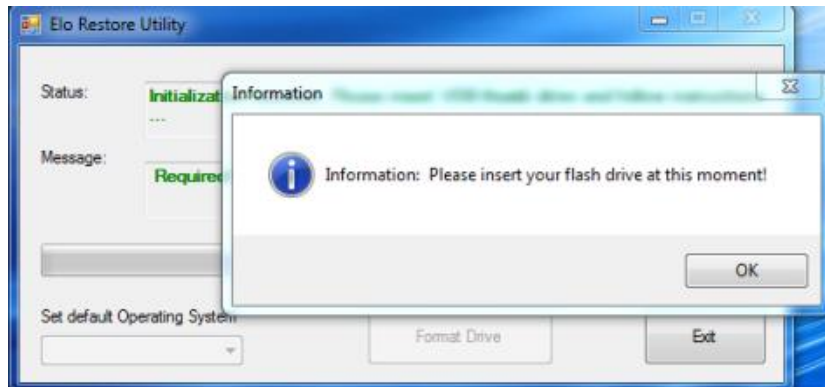 Elo Restore Utility
Status:
Initializat
---
Message:
Required
Information
Information: Please insert your flash drive at this moment!
OK
Set default Operating System
Format Drive
Exit